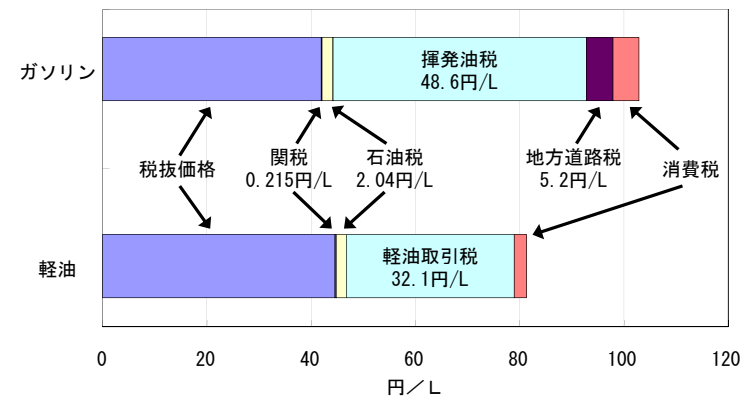 ガソリン
揮発油税
48.6円/L
税抜価格
関税
0.215円/L
石油税
2.04円/L
地方道路税
5.2円/L
消費税
軽油
軽油取引税
32.1円/L
0 20 40 60 80 100 120
円／Ｌ